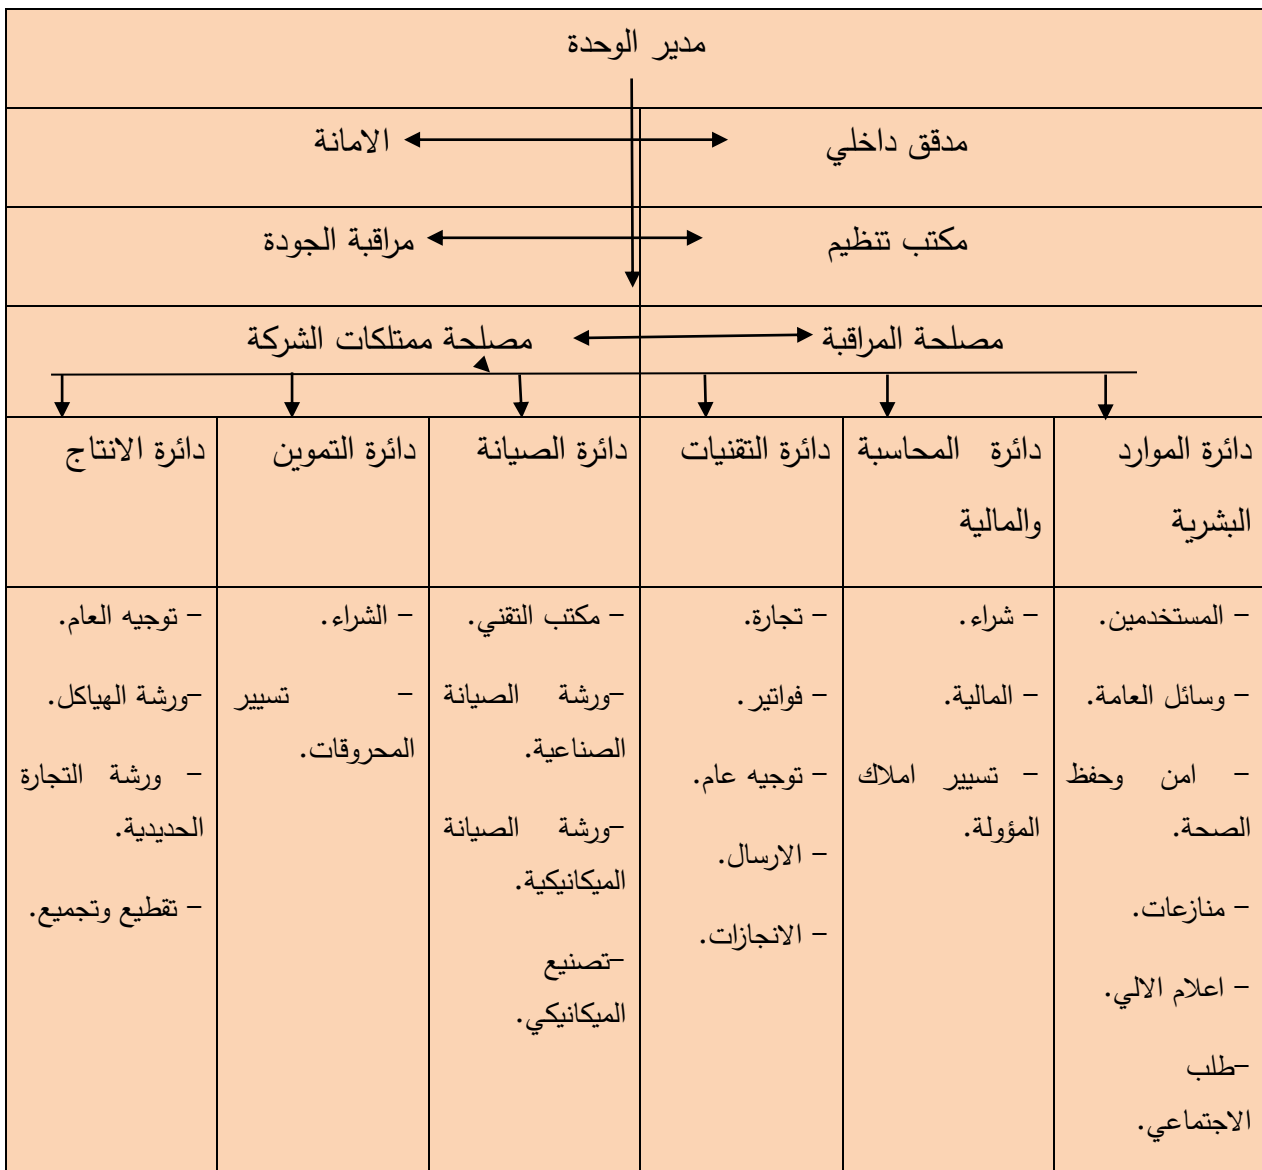 مدير الوحدة
مدقق داخلي
الامانة
مكتب تنظيم
مراقبة الجودة
مصلحة المراقبة
مصلحة ممتلكات الشركة
دائرة الموارد
البشرية
دائرة المحاسبة
والمالية
دائرة التقنيات
دائرة الصيانة
دائرة التموين
دائرة الانتاج
– المستخدمين.
– وسائل العامة.
– امن وحفظ
الصحة.
– منازعات.
– اعلام الالي.
–طلب
الاجتماعي.
– شراء.
– المالية.
– تسيير املاك
المؤولة.
– تجارة.
– فواتير.
– توجيه عام.
– الارسال.
– الانجازات.
– مكتب التقني.
–ورشة الصيانة
الصناعية.
–ورشة الصيانة
الميكانيكية.
–تصنيع
الميكانيكي.
– الشراء.
– تسيير
المحروقات.
– توجيه العام.
–ورشة الهياكل.
– ورشة التجارة
الحديدية.
– تقطيع وتجميع.